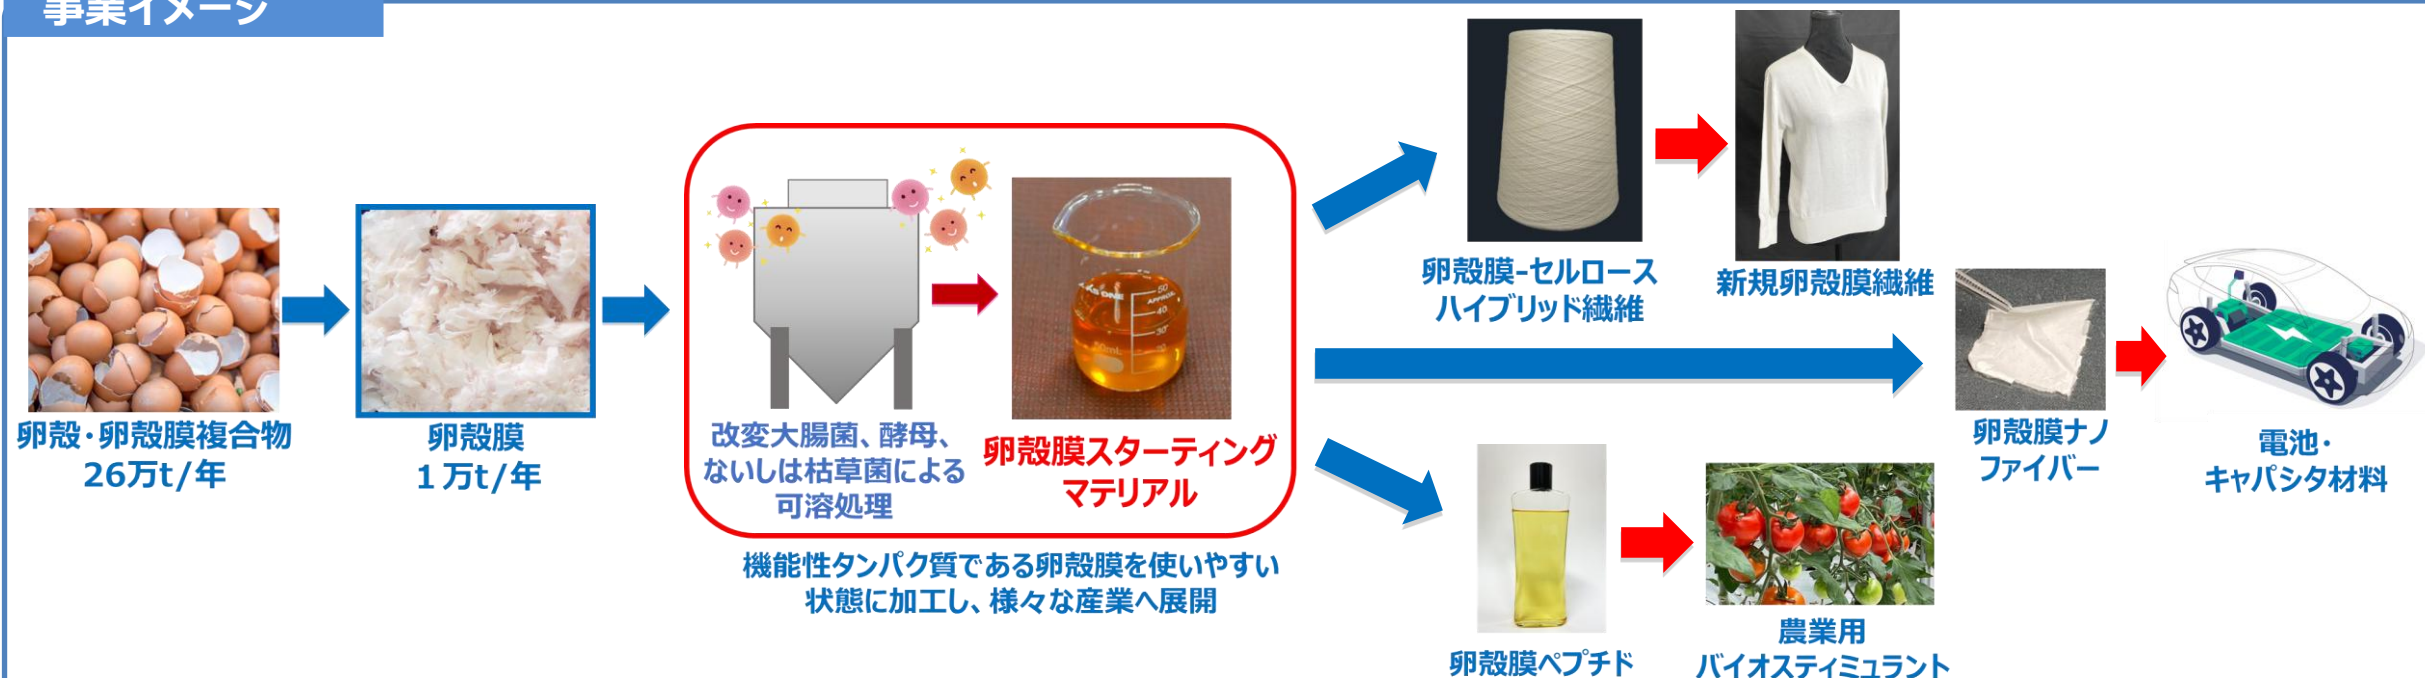 事業イメージ
卵殻・卵殻膜複合物
26万t/年
卵殻膜
1万t/年
改変大腸菌、酵母、
ないしは枯草菌による
可溶処理
卵殻膜スターティング
マテリアル
機能性タンパク質である卵殻膜を使いやすい
状態に加工し、様々な産業へ展開
卵殻膜-セルロース
ハイブリッド繊維
新規卵殻膜繊維
卵殻膜ナノ
ファイバー
電池・
キャパシタ材料
卵殻膜ペプチド
農業用
バイオスティミュラント
APPROX
40
30